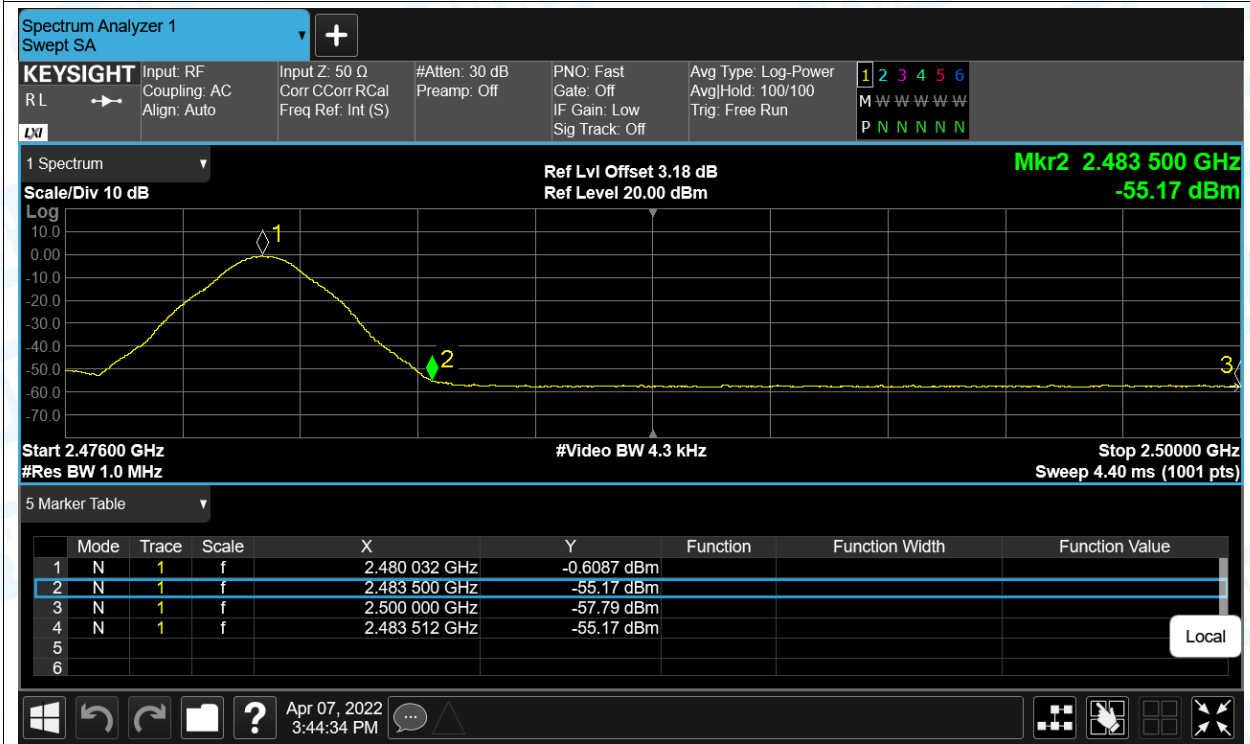 Spectrum Analyzer 1
Swept SA
+
KEYSIGHT Input: RF Input Z: 50 Ω #Atten: 30 dB PNO: Fast Avg Type: Log-Power 1 2 3 4 5 6
R L Coupling: AC Corr CCorr RCal Preamp: Off Gate: Off Avg|Hold: 100/100 M W W W W W
Align: Auto Freq Ref: Int (S) IF Gain: Low Trig: Free Run
LXI Sig Track: Off P N N N N N
1 Spectrum Ref Lvl Offset 3.18 dB Mkr2 2.483 500 GHz
Scale/Div 10 dB Ref Level 20.00 dBm -55.17 dBm
Log
10.0 1
0.00
-10.0
-20.0
-30.0
-40.0 2 3
-50.0
-60.0
-70.0
Start 2.47600 GHz #Video BW 4.3 kHz Stop 2.50000 GHz
#Res BW 1.0 MHz Sweep 4.40 ms (1001 pts)
5 Marker Table
Mode Trace Scale X Y Function Function Width Function Value
1 N 1 f 2.480 032 GHz -0.6087 dBm
2 N 1 f 2.483 500 GHz -55.17 dBm
3 N 1 f 2.500 000 GHz -57.79 dBm
4 N 1 f 2.483 512 GHz -55.17 dBm
5
6
Local
? Apr 07, 2022
3:44:34 PM